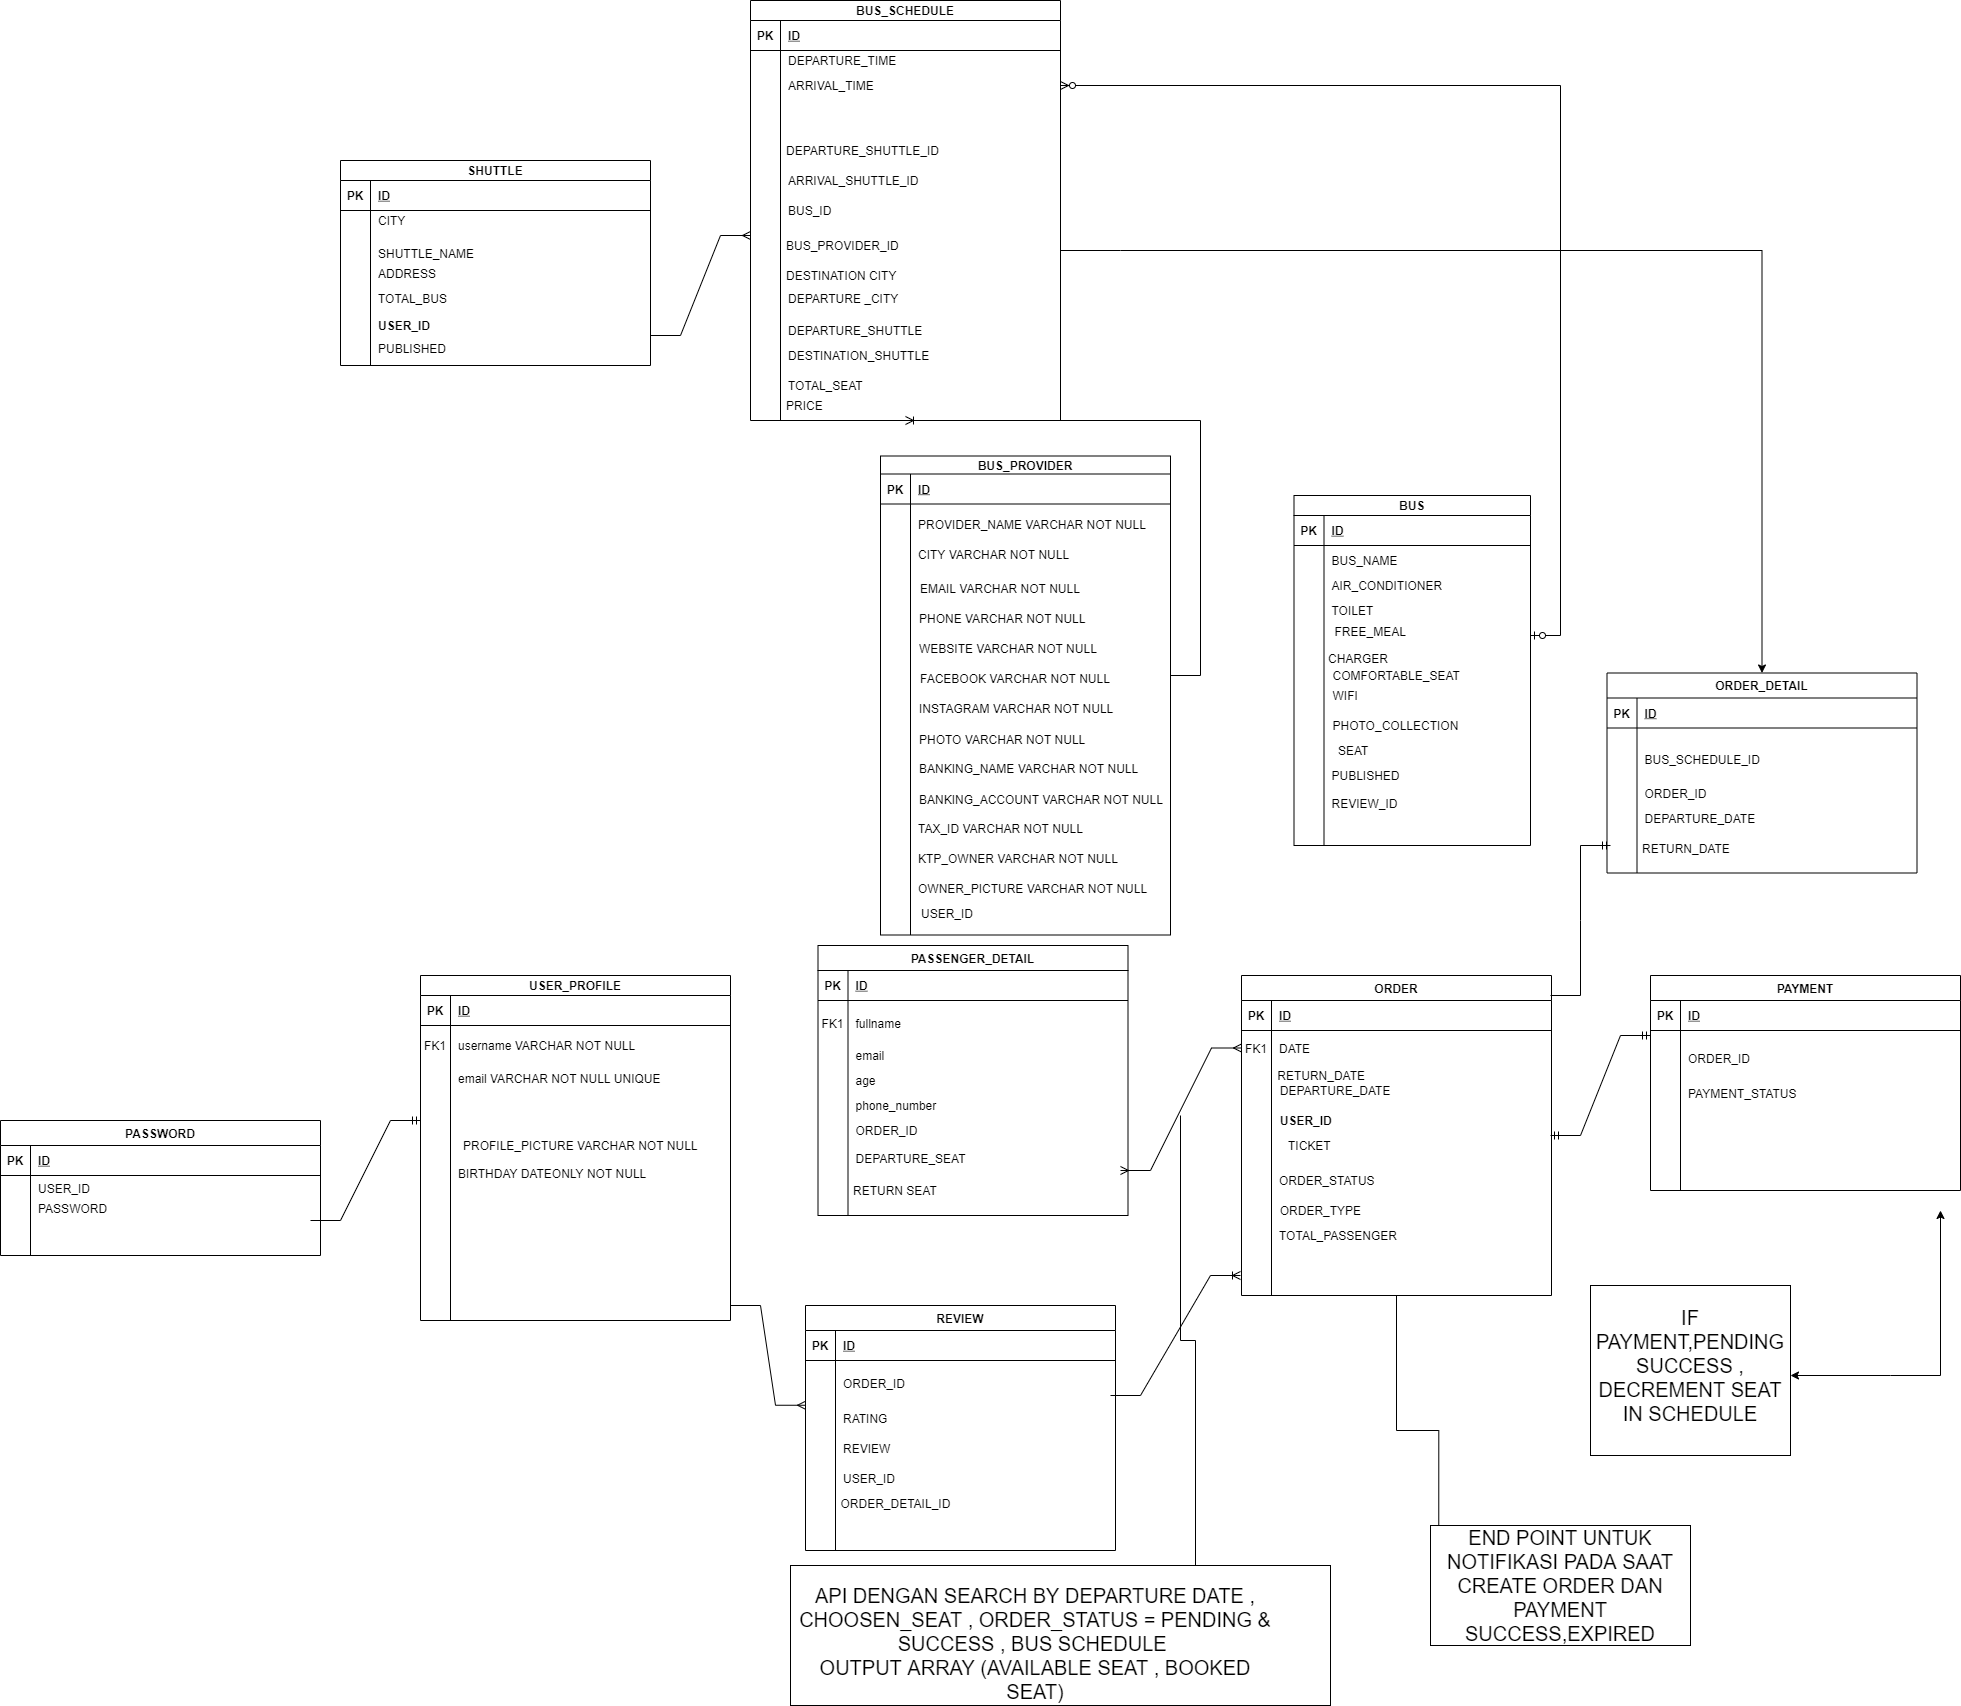 BUS_SCHEDULE
PK ID
DEPARTURE_TIME
ARRIVAL_TIME
DEPARTURE_SHUTTLE_ID
ARRIVAL_SHUTTLE_ID
BUS_ID
BUS_PROVIDER_ID
DESTINATION CITY
DEPARTURE _CITY
DEPARTURE_SHUTTLE
DESTINATION_SHUTTLE
TOTAL_SEAT
PRICE
SHUTTLE
PK ID
CITY
SHUTTLE_NAME
ADDRESS
TOTAL_BUS
USER_ID
PUBLISHED
BUS_PROVIDER
PK ID
PROVIDER_NAME VARCHAR NOT NULL
CITY VARCHAR NOT NULL
EMAIL VARCHAR NOT NULL
PHONE VARCHAR NOT NULL
WEBSITE VARCHAR NOT NULL
FACEBOOK VARCHAR NOT NULL
INSTAGRAM VARCHAR NOT NULL
PHOTO VARCHAR NOT NULL
BANKING_NAME VARCHAR NOT NULL
BANKING_ACCOUNT VARCHAR NOT NULL
TAX_ID VARCHAR NOT NULL
KTP_OWNER VARCHAR NOT NULL
OWNER_PICTURE VARCHAR NOT NULL
USER_ID
BUS
PK ID
BUS_NAME
AIR_CONDITIONER
TOILET
FREE_MEAL
CHARGER
COMFORTABLE_SEAT
WIFI
PHOTO_COLLECTION
SEAT
PUBLISHED
REVIEW_ID
ORDER_DETAIL
PK ID
BUS_SCHEDULE_ID
ORDER_ID
DEPARTURE_DATE
RETURN_DATE
PASSWORD
PK ID
USER_ID
PASSWORD
USER_PROFILE
PK ID
FK1 username VARCHAR NOT NULL
email VARCHAR NOT NULL UNIQUE
PROFILE_PICTURE VARCHAR NOT NULL
BIRTHDAY DATEONLY NOT NULL
PASSENGER_DETAIL
PK ID
FK1 fullname
email
age
phone_number
ORDER_ID
DEPARTURE_SEAT
RETURN SEAT
ORDER
PK ID
FK1 DATE
RETURN_DATE
DEPARTURE_DATE
USER_ID
TICKET
ORDER_STATUS
ORDER_TYPE
TOTAL_PASSENGER
PAYMENT
PK ID
ORDER_ID
PAYMENT_STATUS
REVIEW
PK ID
ORDER_ID
RATING
REVIEW
USER_ID
ORDER_DETAIL_ID
IF
PAYMENT,PENDING
SUCCESS ,
DECREMENT SEAT
IN SCHEDULE
END POINT UNTUK
NOTIFIKASI PADA SAAT
CREATE ORDER DAN
PAYMENT
SUCCESS,EXPIRED
API DENGAN SEARCH BY DEPARTURE DATE ,
CHOOSEN_SEAT , ORDER_STATUS = PENDING &
SUCCESS , BUS SCHEDULE
OUTPUT ARRAY (AVAILABLE SEAT , BOOKED
SEAT)